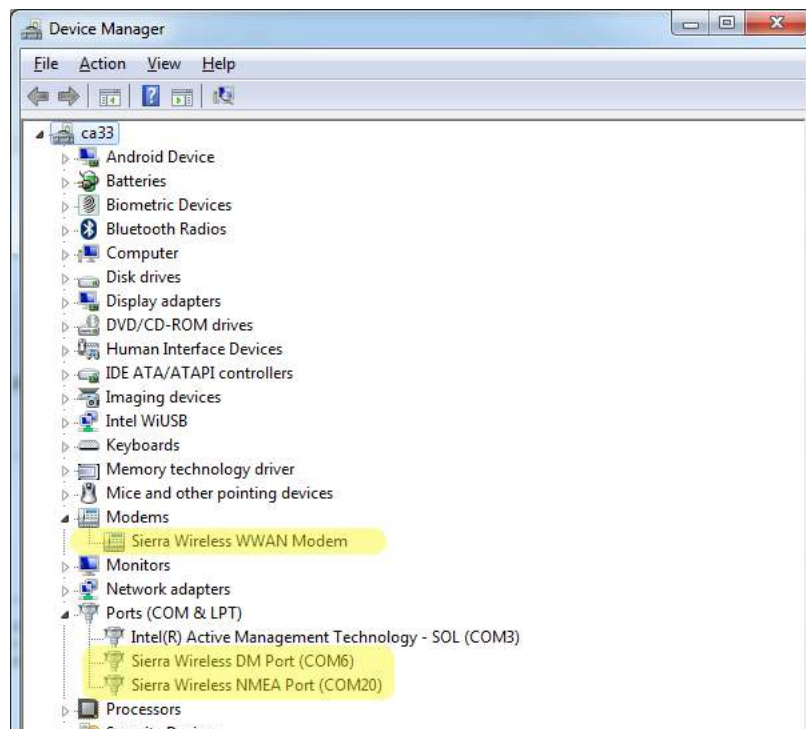 Device Manager
File Action View Help
ca33
Android Device
Batteries
Biometric Devices
Bluetooth Radios
Computer
Disk drives
Display adapters
DVD/CD-ROM drives
Human Interface Devices
IDE ATA/ATAPI controllers
Imaging devices
Intel WiUSB
Keyboards
Memory technology driver
Mice and other pointing devices
Modems
Sierra Wireless WWAN Modem
Monitors
Network adapters
Ports (COM & LPT)
Intel(R) Active Management Technology - SOL (COM3)
Sierra Wireless DM Port (COM6)
Sierra Wireless NMEA Port (COM20)
Processors